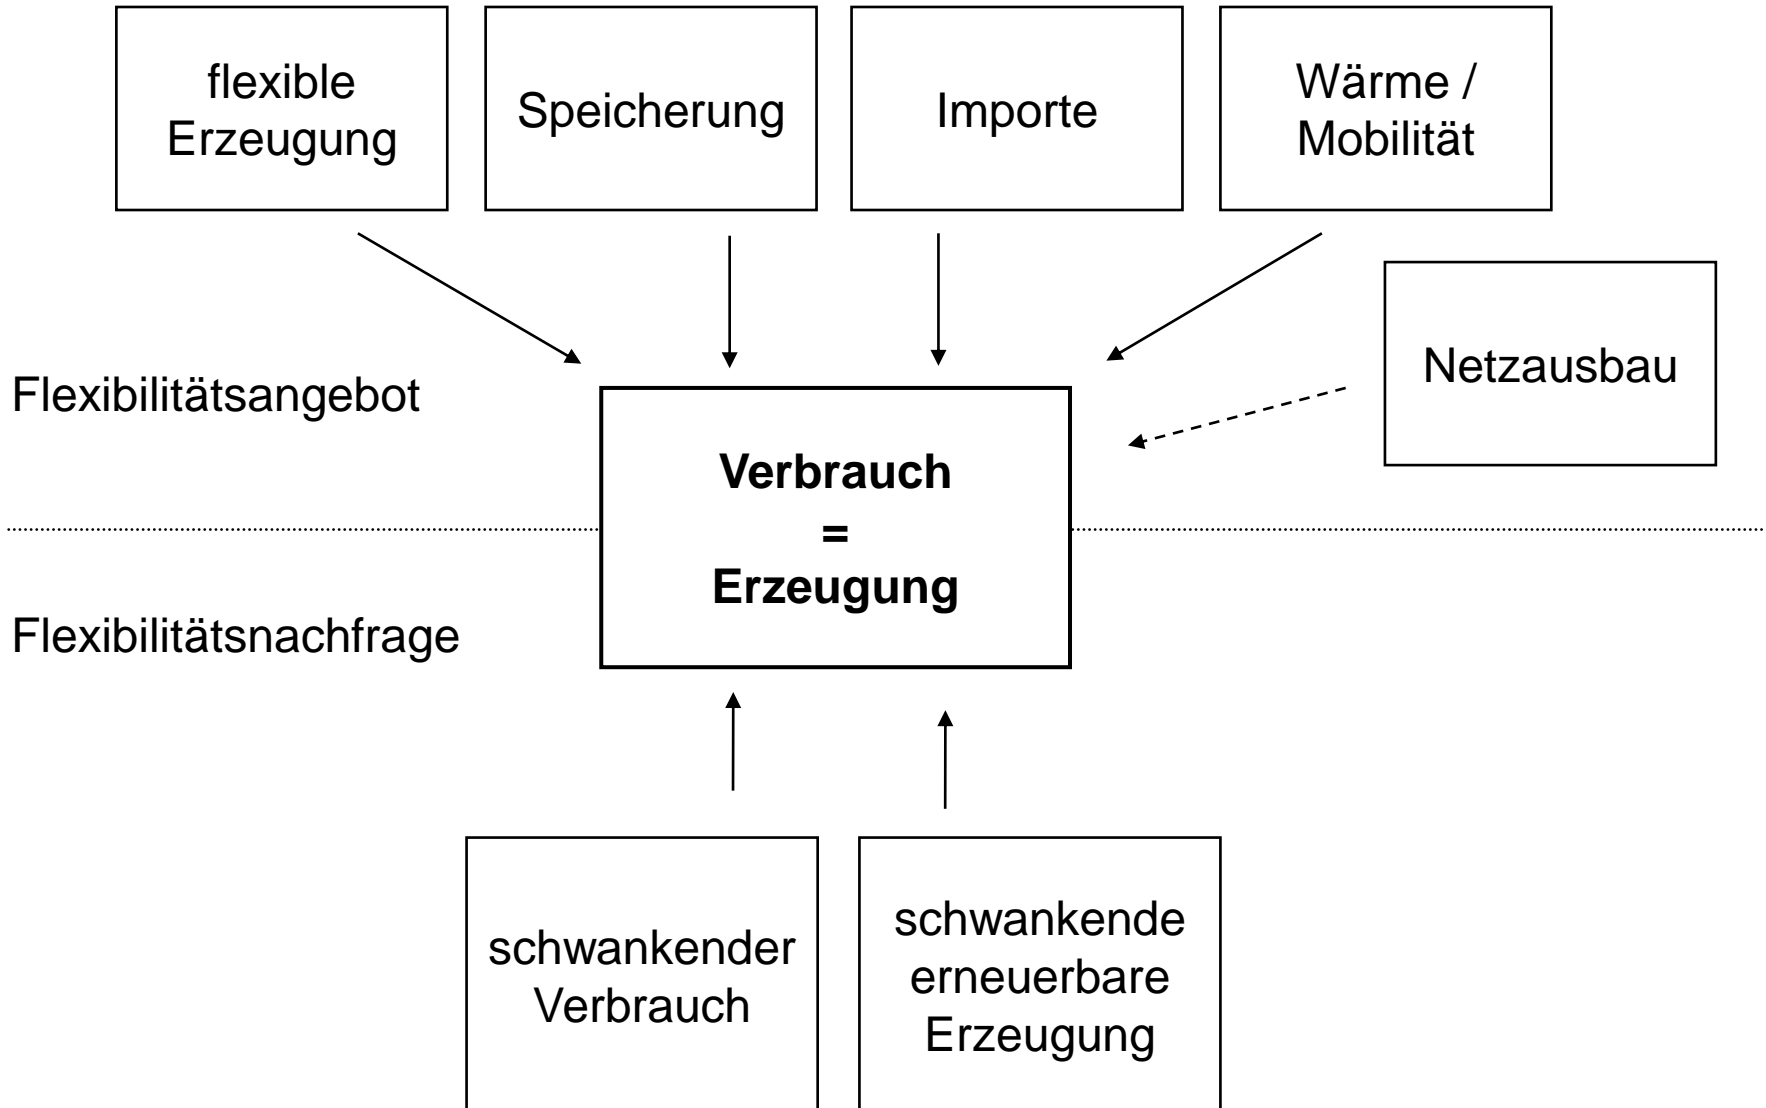 flexible
Erzeugung
Speicherung
Importe
Wärme /
Mobilität
Netzausbau
Flexibilitätsangebot
Verbrauch
=
Erzeugung
Flexibilitätsnachfrage
schwankender
Verbrauch
schwankende
erneuerbare
Erzeugung